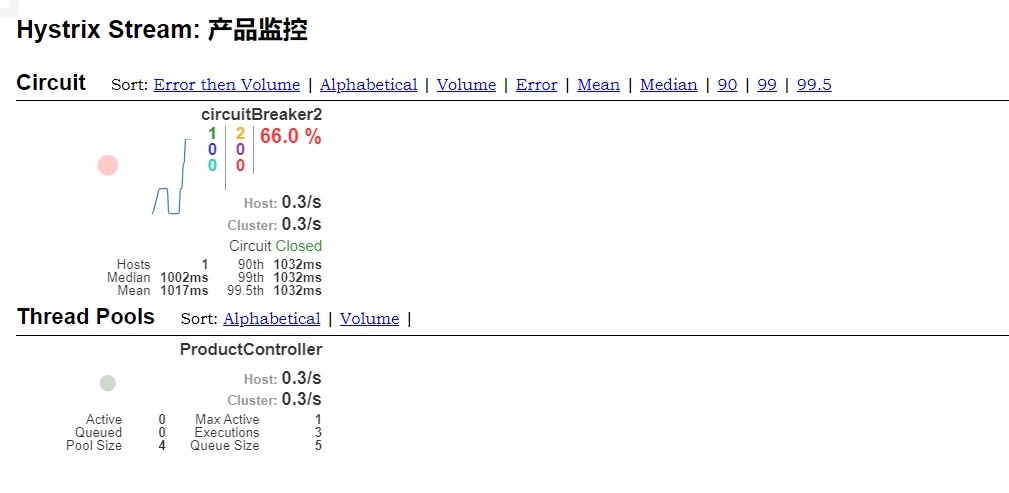 Hystrix Stream: 产品监控
Circuit Sort: Error then Volume | Alphabetical | Volume | Error | Mean | Median | 90 | 99 | 99.5
circuitBreaker2
1 2 66.0 %
0 0
0 0
Host: 0.3/s
Cluster: 0.3/s
Circuit Closed
Hosts 1 90th 1032ms
Median 1002ms 99th 1032ms
Mean 1017ms 99.5th 1032ms
Thread Pools Sort: Alphabetical | Volume |
ProductController
Host: 0.3/s
Cluster: 0.3/s
Active 0 Max Active 1
Queued 0 Executions 3
Pool Size 4 Queue Size 5